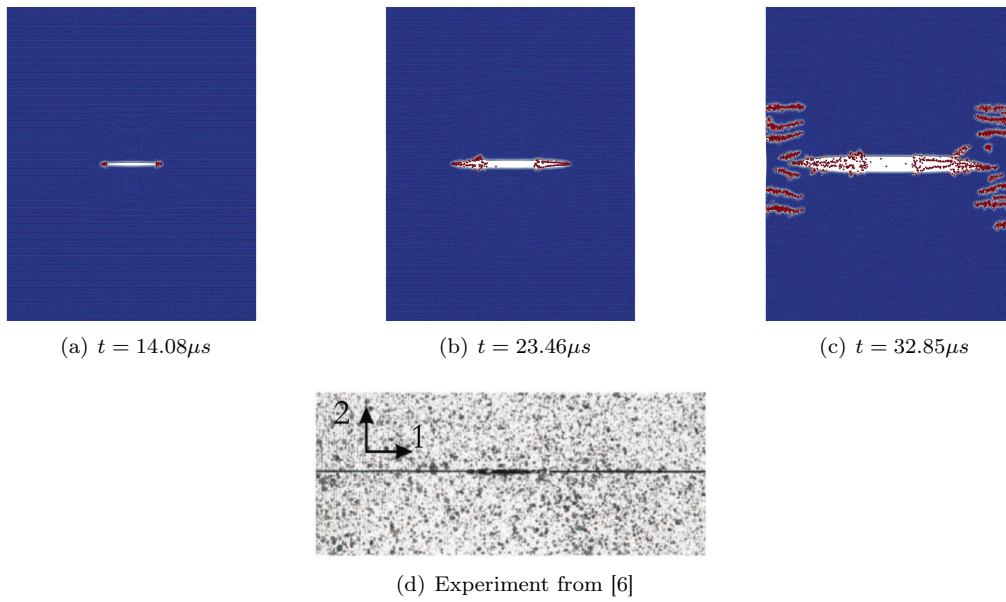 (a) t = 14.08μs
(b) t = 23.46μs
(c) t = 32.85μs
2
1
(d) Experiment from [6]